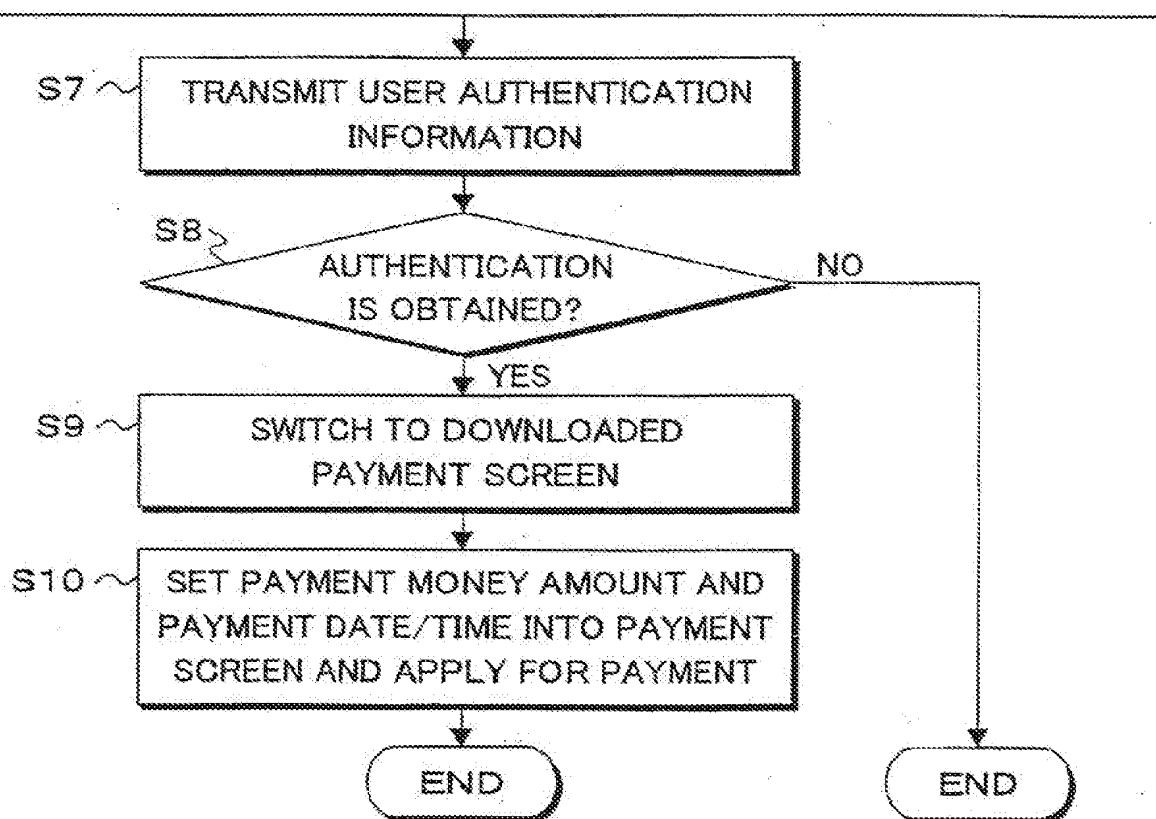 S7
TRANSMIT USER AUTHENTICATION
INFORMATION
S8
AUTHENTICATION
IS OBTAINED?
NO
YES
S9
SWITCH TO DOWNLOADED
PAYMENT SCREEN
S10
SET PAYMENT MONEY AMOUNT AND
PAYMENT DATE/TIME INTO PAYMENT
SCREEN AND APPLY FOR PAYMENT
END
END